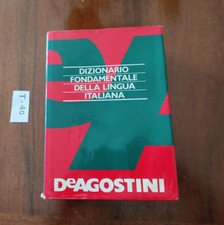 DIZIONARIO
FONDAMENTALE
DELLA LINGUA
ITALIANA
DeAGOSTINI
T-40